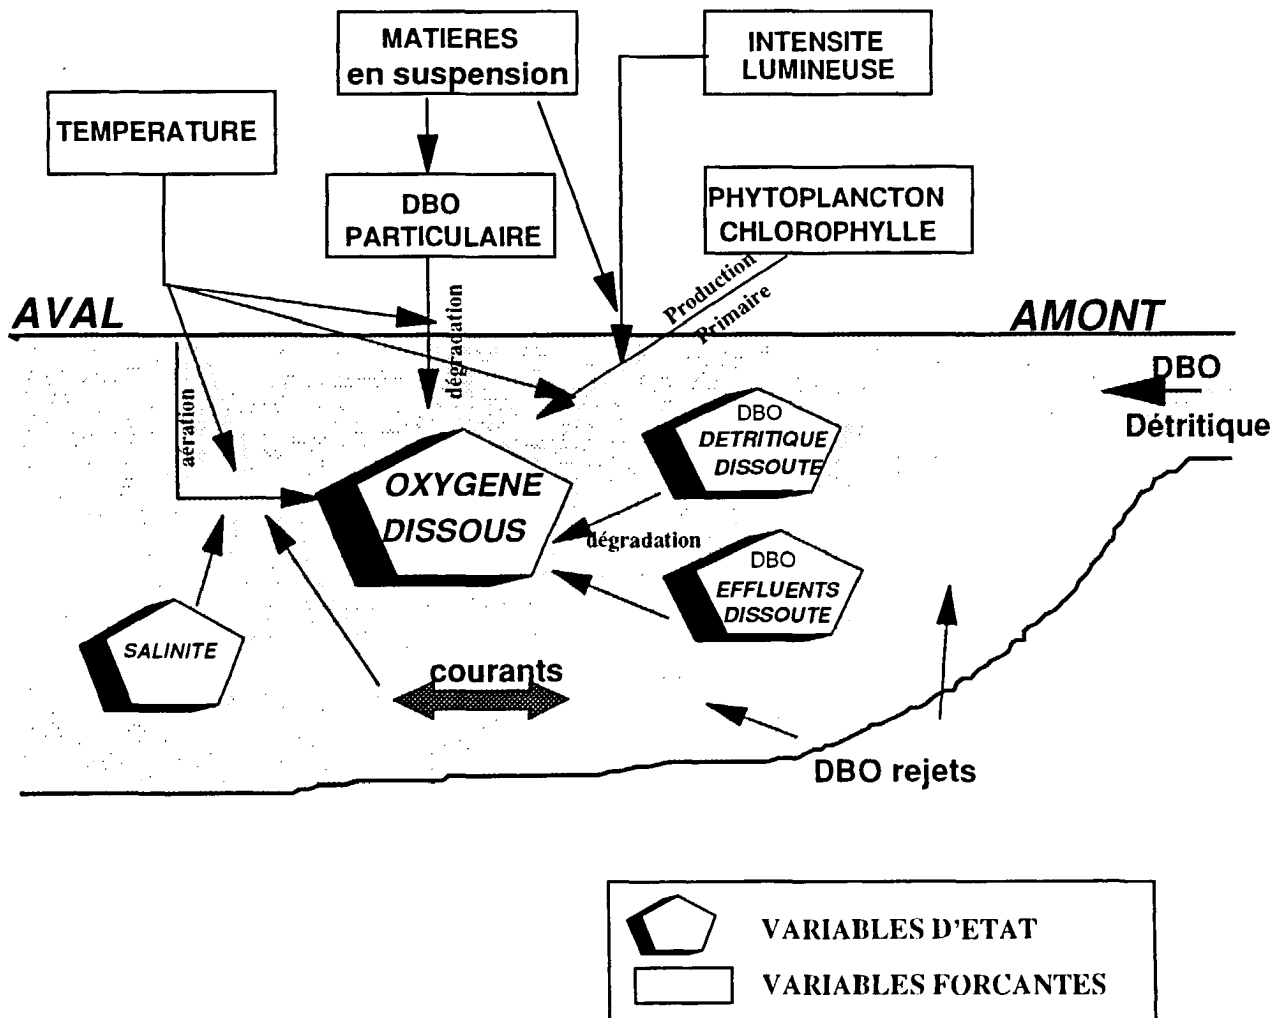 MATIERES
en suspension
INTENSITE
LUMINEUSE
TEMPERATURE
DBO
PARTICULAIRE
PHYTOPLANCTON
CHLOROPHYLLE
Production
Primaire
dégradation
AVAL
AMONT
DBO
Détritique
aération
DBO
DETRITIQUE
DISSOUTE
OXYGENE
DISSOUS
dégradation
DBO
EFFLUENTS
DISSOUTE
SALINITE
courants
DBO rejets
VARIABLES D'ETAT
VARIABLES FORCANTES